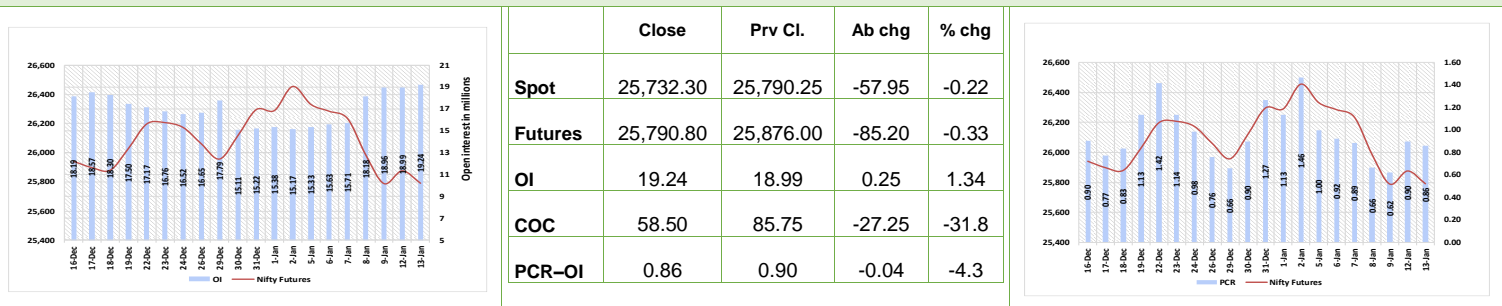 26,600
26,400
26,200
26,000
25,800
25,600
25,400
21
19
17
15
13
11
9
7
5
Open interest in millions
18.19 18.57 18.30 17.50 17.17 16.76 16.52 16.65 17.79 15.11 15.22 15.38 15.17 15.33 15.63 15.71 18.18 18.96 18.99 19.24
16-Dec 17-Dec 18-Dec 19-Dec 22-Dec 23-Dec 24-Dec 26-Dec 29-Dec 30-Dec 31-Dec 1-Jan 2-Jan 5-Jan 6-Jan 7-Jan 8-Jan 9-Jan 12-Jan 13-Jan
OI Nifty Futures
Close Prv Cl. Ab chg % chg
Spot 25,732.30 25,790.25 -57.95 -0.22
Futures 25,790.80 25,876.00 -85.20 -0.33
OI 19.24 18.99 0.25 1.34
COC 58.50 85.75 -27.25 -31.8
PCR–OI 0.86 0.90 -0.04 -4.3
26,600
26,400
26,200
26,000
25,800
25,600
25,400
1.60
1.40
1.20
1.00
0.80
0.60
0.40
0.20
0.00
0.90 0.77 0.83 1.13 1.42 1.14 0.98 0.76 0.66 0.90 1.27 1.13 1.46 1.00 0.92 0.89 0.66 0.62 0.90 0.86
16-Dec 17-Dec 18-Dec 19-Dec 22-Dec 23-Dec 24-Dec 26-Dec 29-Dec 30-Dec 31-Dec 1-Jan 2-Jan 5-Jan 6-Jan 7-Jan 8-Jan 9-Jan 12-Jan 13-Jan
PCR Nifty Futures